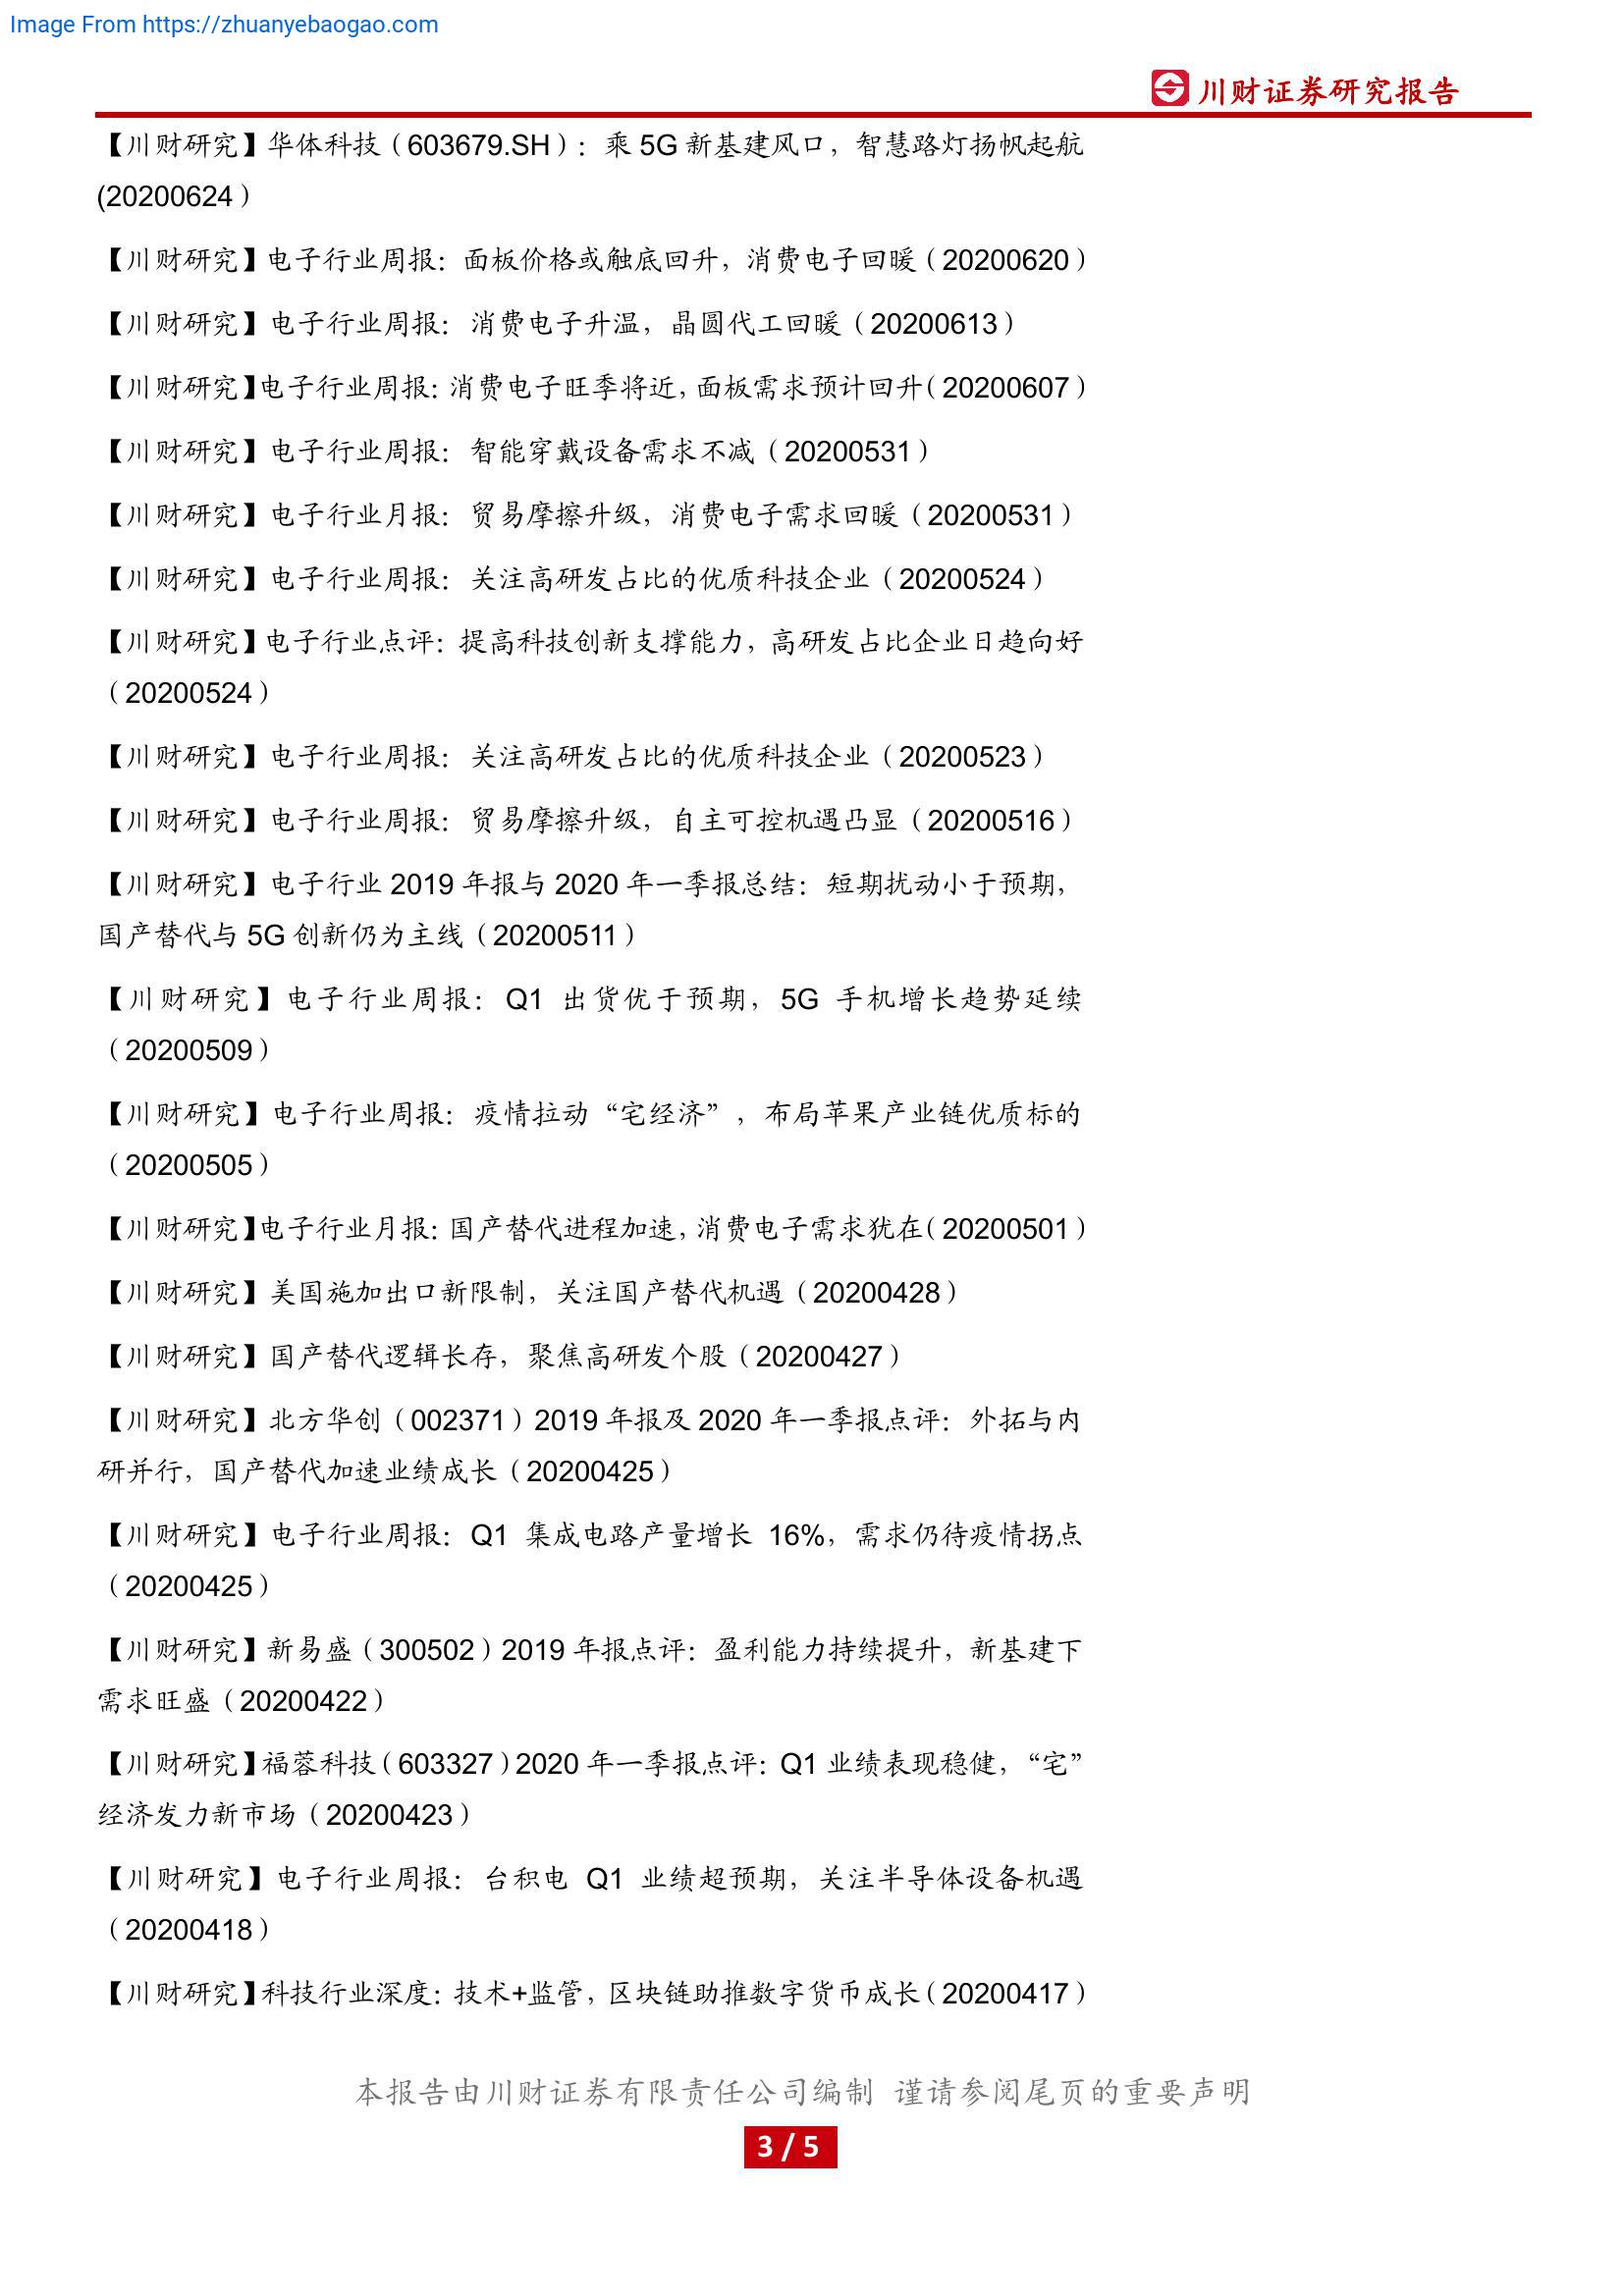 Image From https://zhuanyebaogao.com
川财证券研究报告
【川财研究】华体科技（603679.SH）：乘 5G 新基建风口，智慧路灯扬帆起航
(20200624）
【川财研究】电子行业周报：面板价格或触底回升，消费电子回暖（20200620）
【川财研究】电子行业周报：消费电子升温，晶圆代工回暖（20200613）
【川财研究】电子行业周报：消费电子旺季将近，面板需求预计回升（20200607）
【川财研究】电子行业周报：智能穿戴设备需求不减（20200531）
【川财研究】电子行业月报：贸易摩擦升级，消费电子需求回暖（20200531）
【川财研究】电子行业周报：关注高研发占比的优质科技企业（20200524）
【川财研究】电子行业点评：提高科技创新支撑能力，高研发占比企业日趋向好
（20200524）
【川财研究】电子行业周报：关注高研发占比的优质科技企业（20200523）
【川财研究】电子行业周报：贸易摩擦升级，自主可控机遇凸显（20200516）
【川财研究】电子行业 2019 年报与 2020 年一季报总结：短期扰动小于预期，
国产替代与 5G 创新仍为主线（20200511）
【川财研究】电子行业周报：Q1 出货优于预期，5G 手机增长趋势延续
（20200509）
【川财研究】电子行业周报：疫情拉动“宅经济”，布局苹果产业链优质标的
（20200505）
【川财研究】电子行业月报：国产替代进程加速，消费电子需求犹在（20200501）
【川财研究】美国施加出口新限制，关注国产替代机遇（20200428）
【川财研究】国产替代逻辑长存，聚焦高研发个股（20200427）
【川财研究】北方华创（002371）2019 年报及 2020 年一季报点评：外拓与内
研并行，国产替代加速业绩成长（20200425）
【川财研究】电子行业周报：Q1 集成电路产量增长 16%，需求仍待疫情拐点
（20200425）
【川财研究】新易盛（300502）2019 年报点评：盈利能力持续提升，新基建下
需求旺盛（20200422）
【川财研究】福蓉科技（603327）2020 年一季报点评：Q1 业绩表现稳健，“宅”
经济发力新市场（20200423）
【川财研究】电子行业周报：台积电 Q1 业绩超预期，关注半导体设备机遇
（20200418）
【川财研究】科技行业深度：技术+监管，区块链助推数字货币成长（20200417）
本报告由川财证券有限责任公司编制 谨请参阅尾页的重要声明
3 / 5